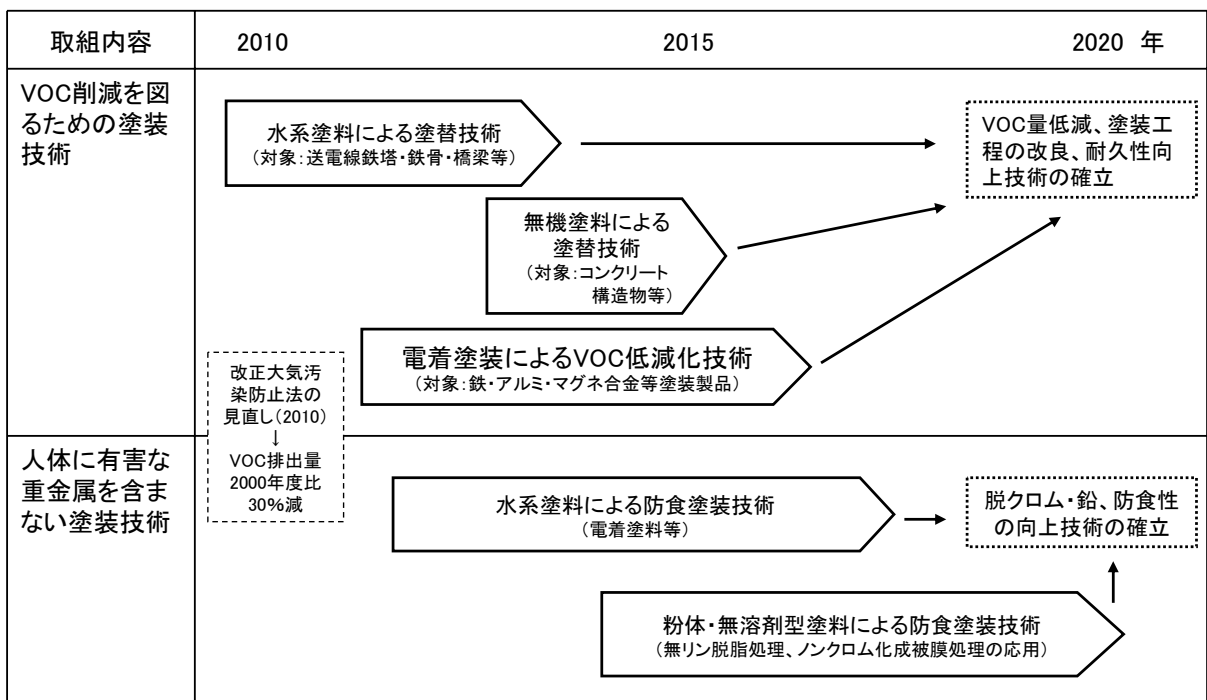 取組内容
2010
2015
2020 年
VOC削減を図
るための塗装
技術
水系塗料による塗替技術
（対象：送電線鉄塔・鉄骨・橋梁等）
VOC量低減、塗装工
程の改良、耐久性向
上技術の確立
無機塗料による
塗替技術
（対象：コンクリート
構造物等）
電着塗装によるVOC低減化技術
（対象：鉄・アルミ・マグネ合金等塗装製品）
改正大気汚
染防止法の
見直し（2010）
↓
VOC排出量
2000年度比
30%減
人体に有害な
重金属を含ま
ない塗装技術
水系塗料による防食塗装技術
（電着塗料等）
脱クロム・鉛、防食性
の向上技術の確立
粉体・無溶剤型塗料による防食塗装技術
（無リン脱脂処理、ノンクロム化成被膜処理の応用）